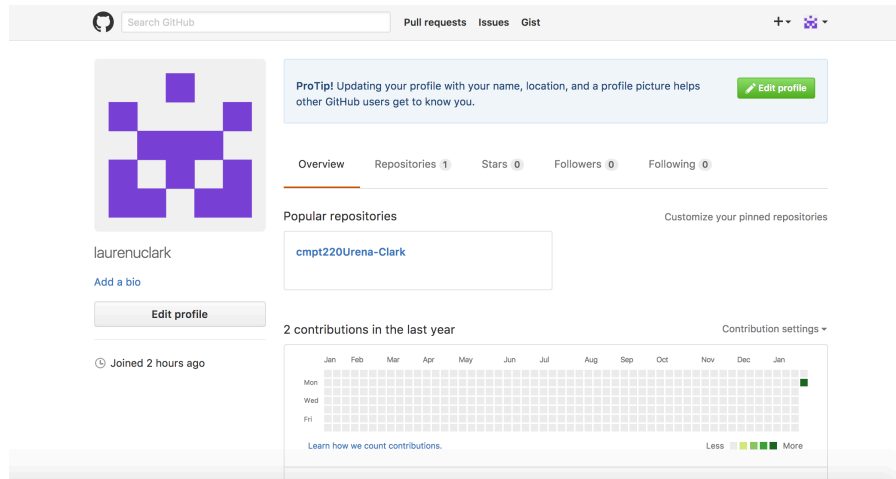 Search GitHub
Pull requests Issues Gist
ProTip! Updating your profile with your name, location, and a profile picture helps
other GitHub users get to know you.
Edit profile
Overview Repositories 1 Stars 0 Followers 0 Following 0
Popular repositories
Customize your pinned repositories
cmpt220Urena-Clark
laurenuclark
Add a bio
Edit profile
Joined 2 hours ago
2 contributions in the last year
Contribution settings
Jan Feb Mar Apr May Jun Jul Aug Sep Oct Nov Dec Jan
Mon
Wed
Fri
Learn how we count contributions.
Less More